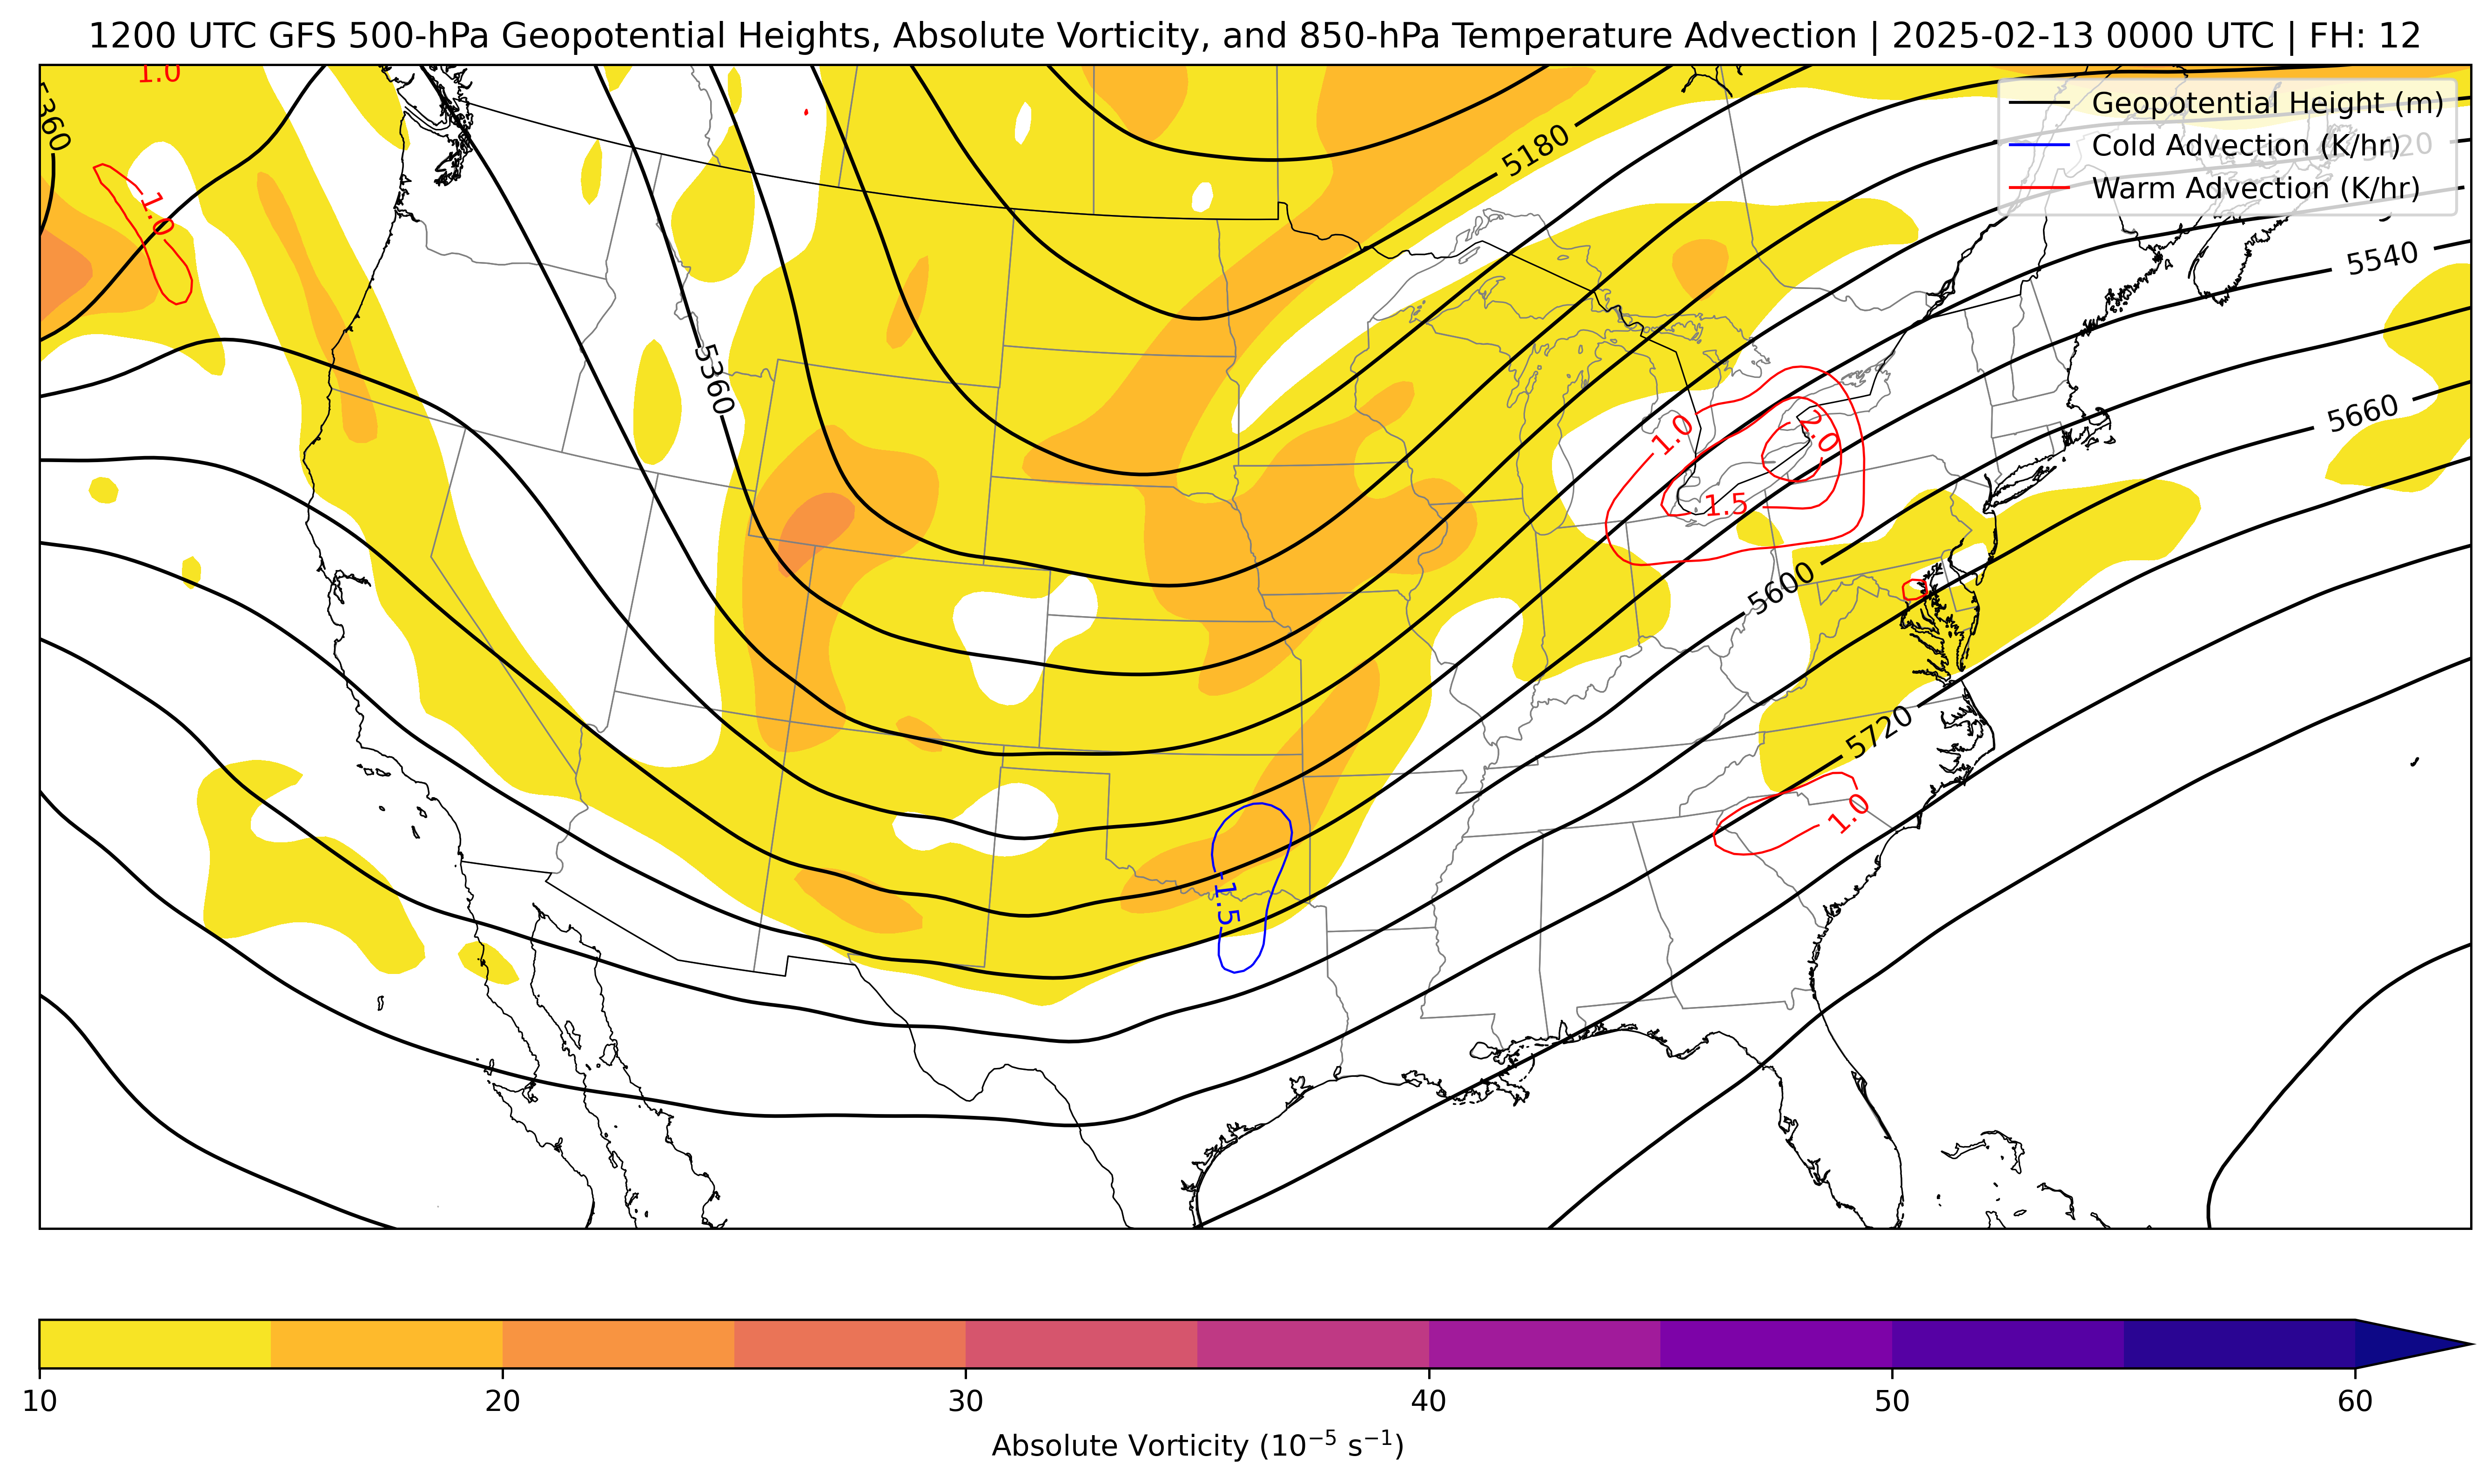 1200 UTC GFS 500-hPa Geopotential Heights, Absolute Vorticity, and 850-hPa Temperature Advection | 2025-02-13 0000 UTC | FH: 12
1.0
5360
Geopotential Height (m)
Cold Advection (K/hr)
Warm Advection (K/hr)
5180
5420
1.0
5540
5360
5660
1.0
2.0
1.5
5600
5720
1.0
-1.5
10 20 30 40 50 60
Absolute Vorticity (10⁻⁵ s⁻¹)